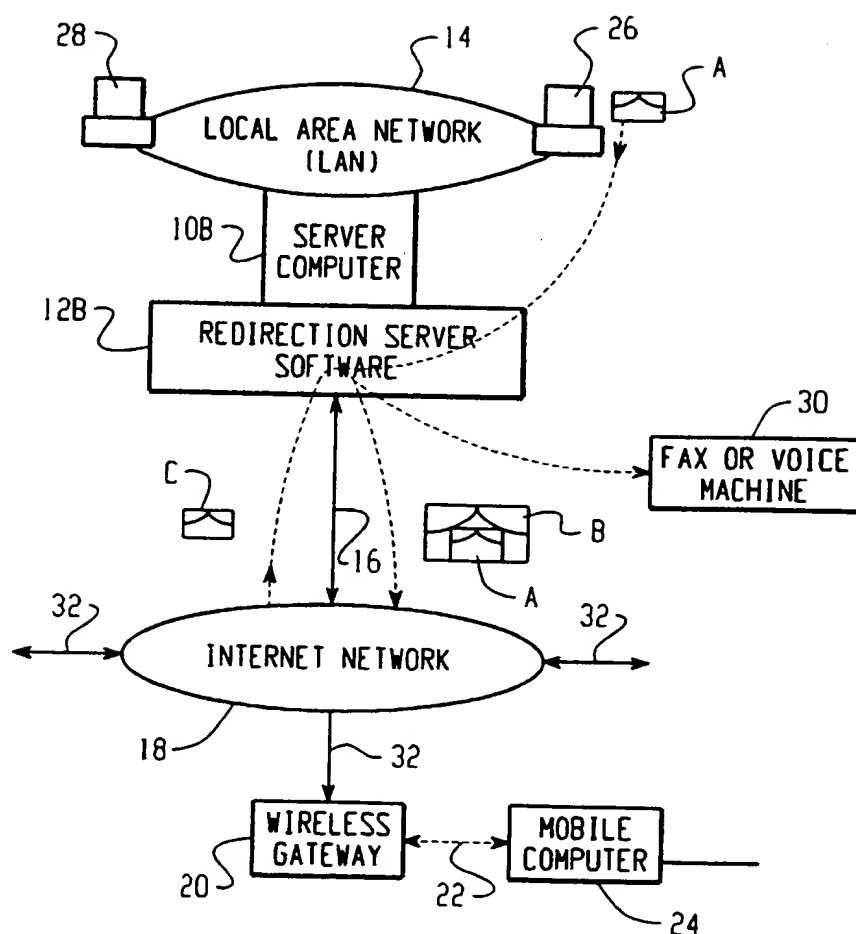 28
14
26
A
LOCAL AREA NETWORK
(LAN)
10B
SERVER
COMPUTER
12B
REDIRECTION SERVER
SOFTWARE
30
FAX OR VOICE
MACHINE
C
B
16
A
32
INTERNET NETWORK
32
18
32
WIRELESS
GATEWAY
MOBILE
COMPUTER
20
22
24